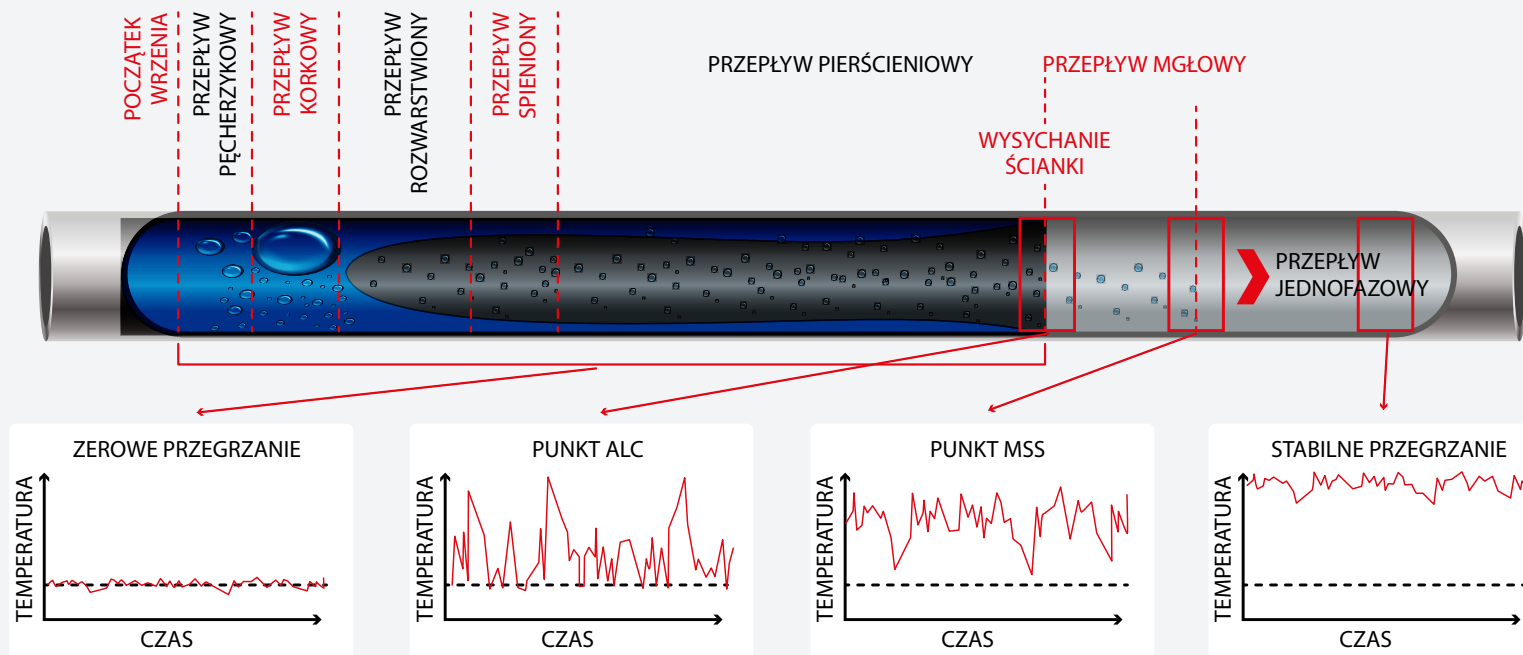 POCZĄTEK
WRZENIA
PRZEPŁYW
PĘCHERZYKOWY
PRZEPŁYW
KORKOWY
PRZEPŁYW
ROZWARSTWIONY
PRZEPŁYW
SPIENIONY
PRZEPŁYW PIERŚCIENIOWY
PRZEPŁYW MGŁOWY
WYSYCHANIE
ŚCIANKI
PRZEPŁYW
JEDNOFAZOWY
ZEROWE PRZEGRZANIE
TEMPERATURA
CZAS
PUNKT ALC
TEMPERATURA
CZAS
PUNKT MSS
TEMPERATURA
CZAS
STABILNE PRZEGRZANIE
TEMPERATURA
CZAS